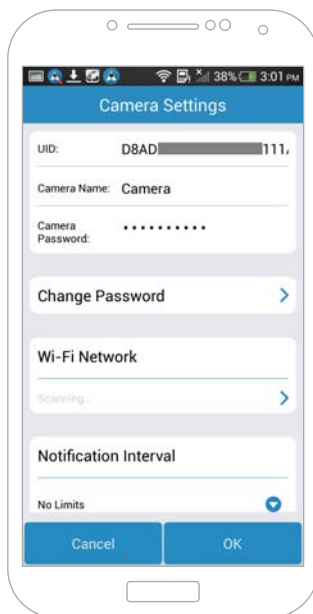 38% 3:01 PM
Camera Settings
UID: D8AD 111
Camera Name: Camera
Camera
Password: ••••••••••
Change Password
Wi-Fi Network
Scanning...
Notification Interval
No Limits
Cancel OK